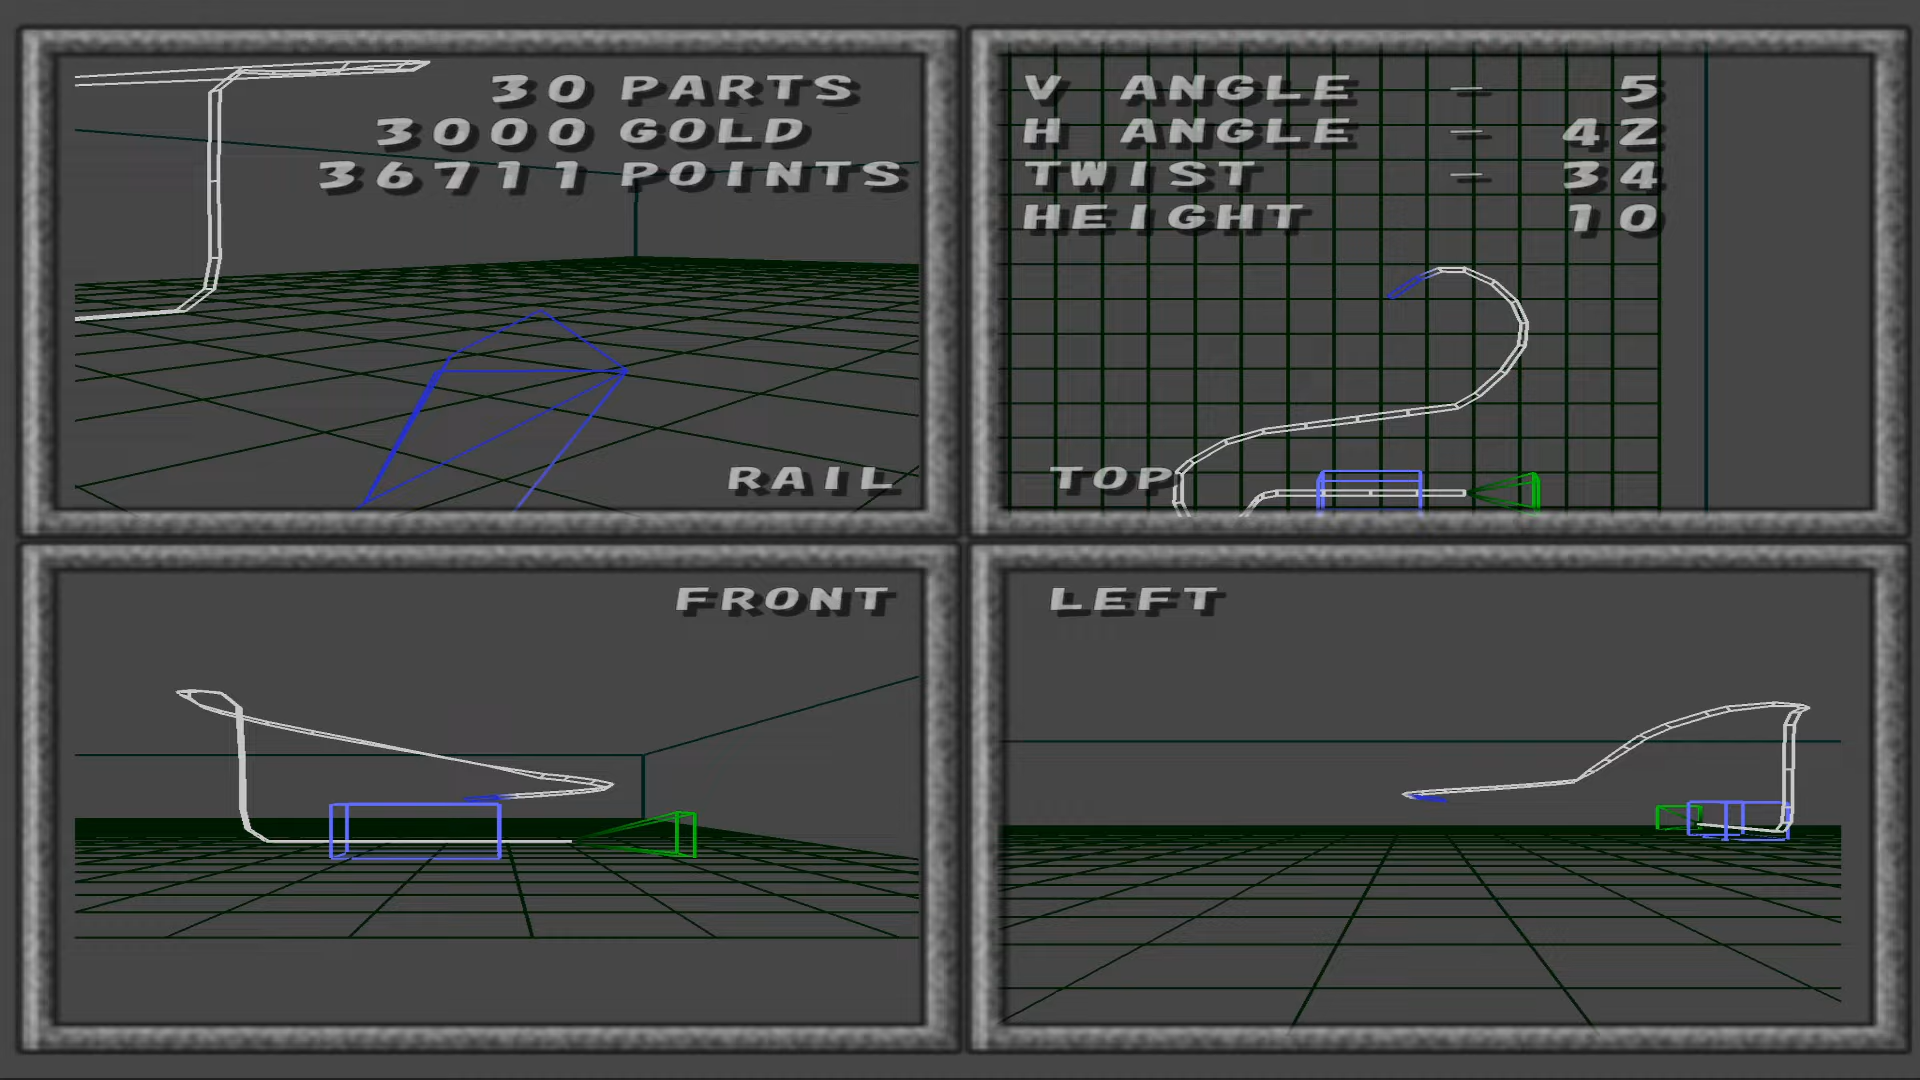 30 PARTS
3000 GOLD
36711 POINTS
RAIL
V ANGLE - 5
H ANGLE - 42
TWIST - 34
HEIGHT 10
TOP
FRONT
LEFT